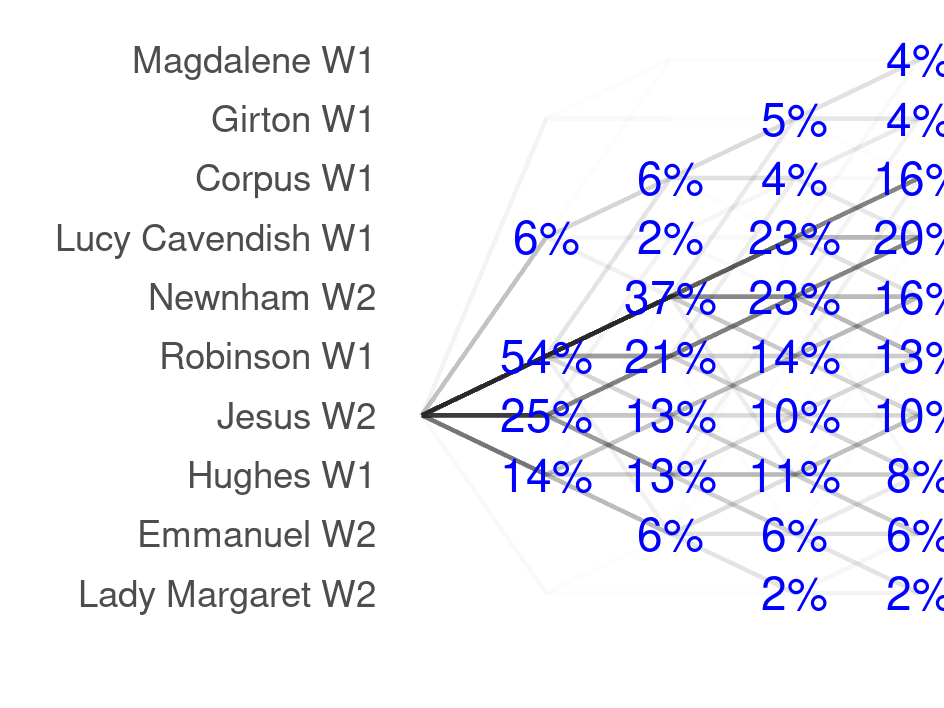 Magdalene W1 4%
Girton W1 5% 4%
Corpus W1 6% 4% 16%
Lucy Cavendish W1 6% 2% 23% 20%
Newnham W2 37% 23% 16%
Robinson W1 54% 21% 14% 13%
Jesus W2 25% 13% 10% 10%
Hughes W1 14% 13% 11% 8%
Emmanuel W2 6% 6% 6%
Lady Margaret W2 2% 2%